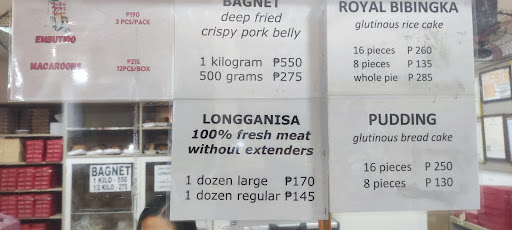 ₱190
3 PCS/PACK
EMBUTIDO
₱215
MACAROONS
12PCS/BOX
BAGNET
deep fried
crispy pork belly
1 kilogram ₱550
500 grams ₱275
ROYAL BIBINGKA
glutinous rice cake
16 pieces P 260
8 pieces P 135
whole pie P 285
LONGGANISA
100% fresh meat
without extenders
1 dozen large ₱170
1 dozen regular ₱145
PUDDING
glutinous bread cake
16 pieces P 250
8 pieces P 130
BAGNET
1 KILO - 550
1/2 KILO - 275